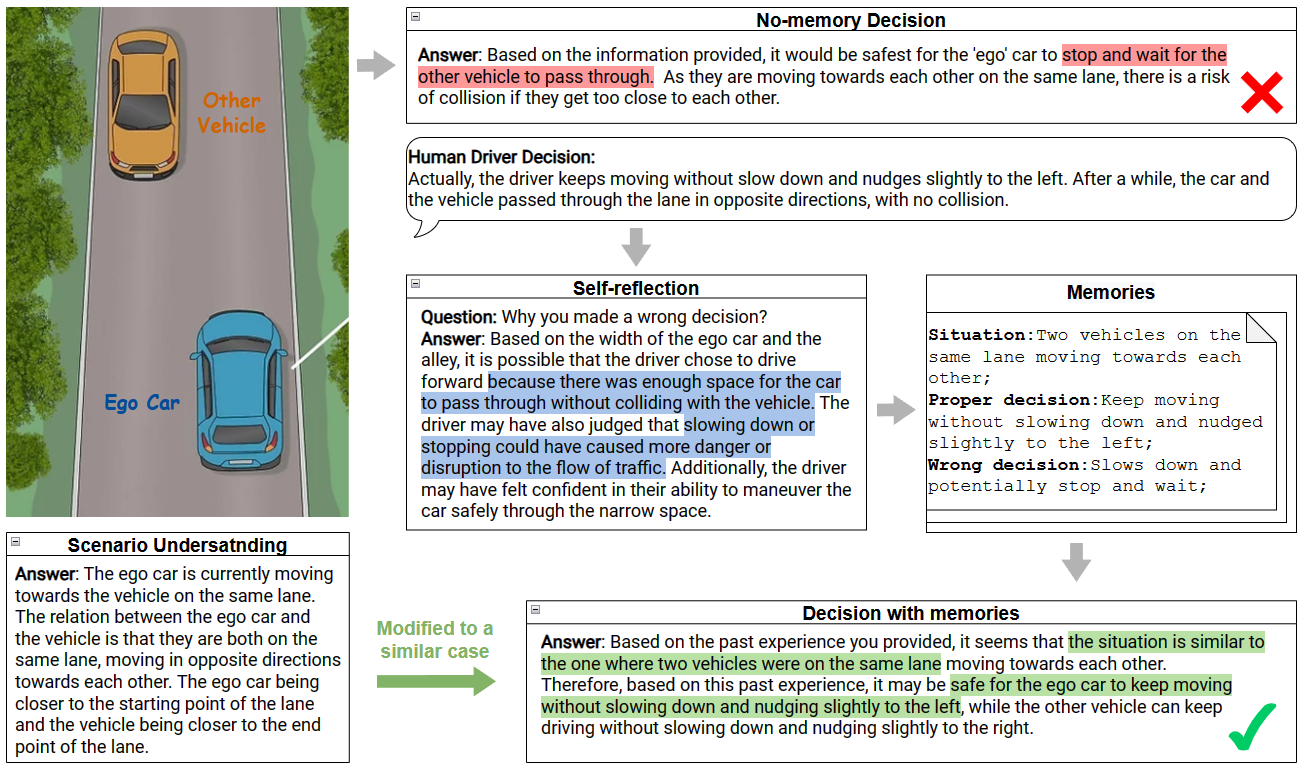 Other
Vehicle
Ego Car
No-memory Decision
Answer: Based on the information provided, it would be safest for the 'ego' car to stop and wait for the
other vehicle to pass through. As they are moving towards each other on the same lane, there is a risk
of collision if they get too close to each other.
Human Driver Decision:
Actually, the driver keeps moving without slow down and nudges slightly to the left. After a while, the car and
the vehicle passed through the lane in opposite directions, with no collision.
Self-reflection
Question: Why you made a wrong decision?
Answer: Based on the width of the ego car and the
alley, it is possible that the driver chose to drive
forward because there was enough space for the car
to pass through without colliding with the vehicle. The
driver may have also judged that slowing down or
stopping could have caused more danger or
disruption to the flow of traffic. Additionally, the driver
may have felt confident in their ability to maneuver the
car safely through the narrow space.
Memories
Situation:Two vehicles on the
same lane moving towards each
other;
Proper decision:Keep moving
without slowing down and nudged
slightly to the left;
Wrong decision:Slows down and
potentially stop and wait;
Scenario Undersatnding
Answer: The ego car is currently moving
towards the vehicle on the same lane.
The relation between the ego car and
the vehicle is that they are both on the
same lane, moving in opposite directions
towards each other. The ego car being
closer to the starting point of the lane
and the vehicle being closer to the end
point of the lane.
Modified to a
similar case
Decision with memories
Answer: Based on the past experience you provided, it seems that the situation is similar to
the one where two vehicles were on the same lane moving towards each other.
Therefore, based on this past experience, it may be safe for the ego car to keep moving
without slowing down and nudging slightly to the left, while the other vehicle can keep
driving without slowing down and nudging slightly to the right.